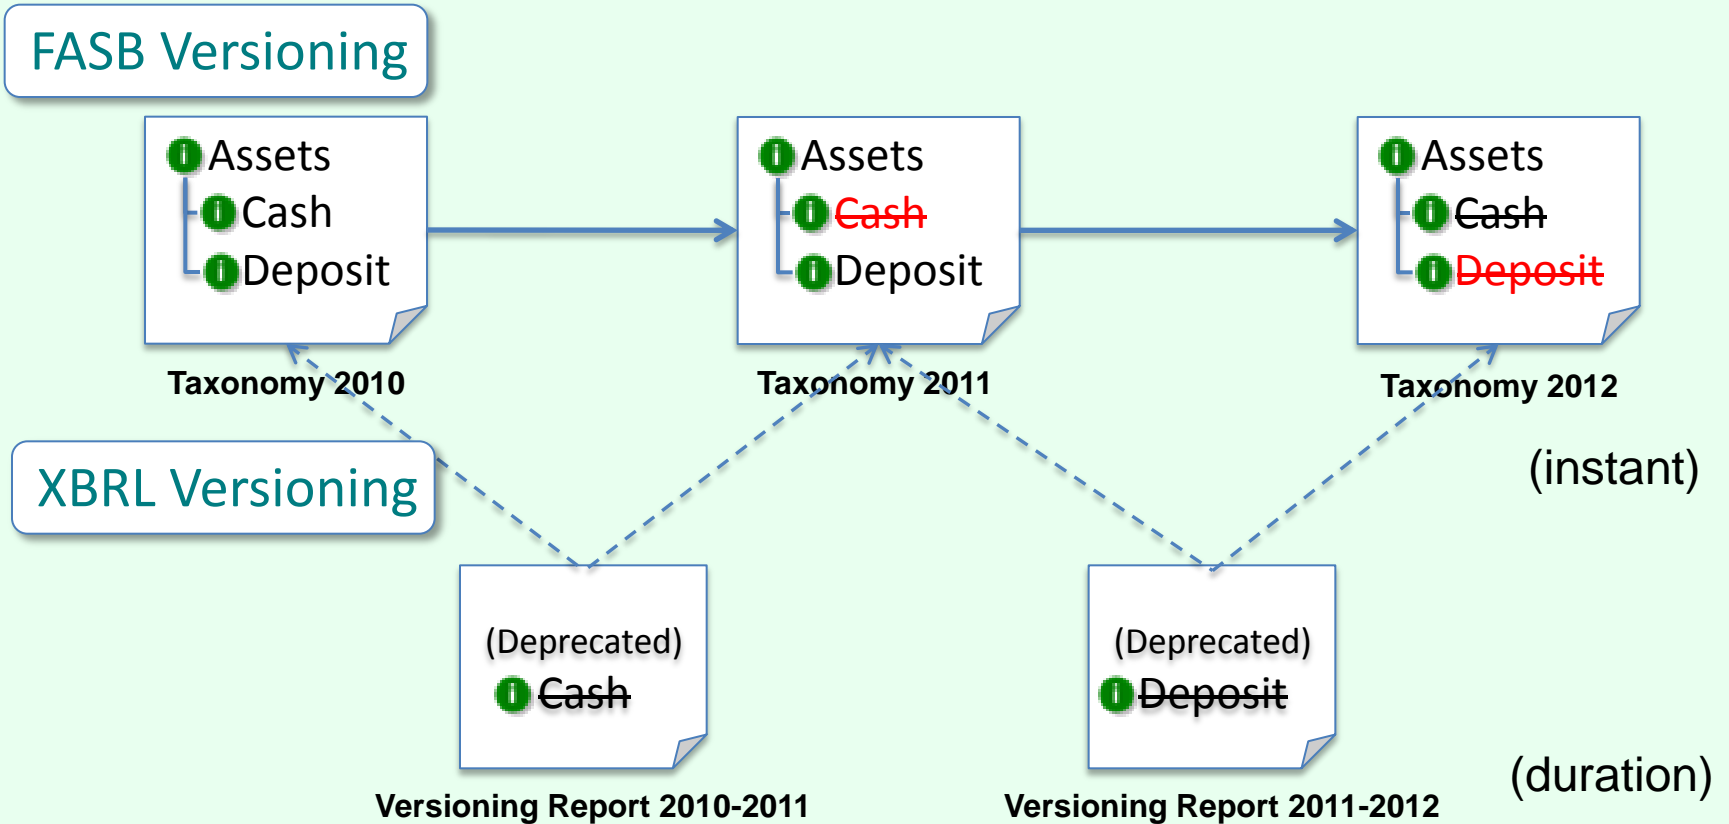 FASB Versioning
Assets
Cash
Deposit
Taxonomy 2010
Assets
Cash
Deposit
Taxonomy 2011
Assets
Cash
Deposit
Taxonomy 2012
XBRL Versioning
(instant)
(Deprecated)
Cash
Versioning Report 2010-2011
(Deprecated)
Deposit
Versioning Report 2011-2012
(duration)